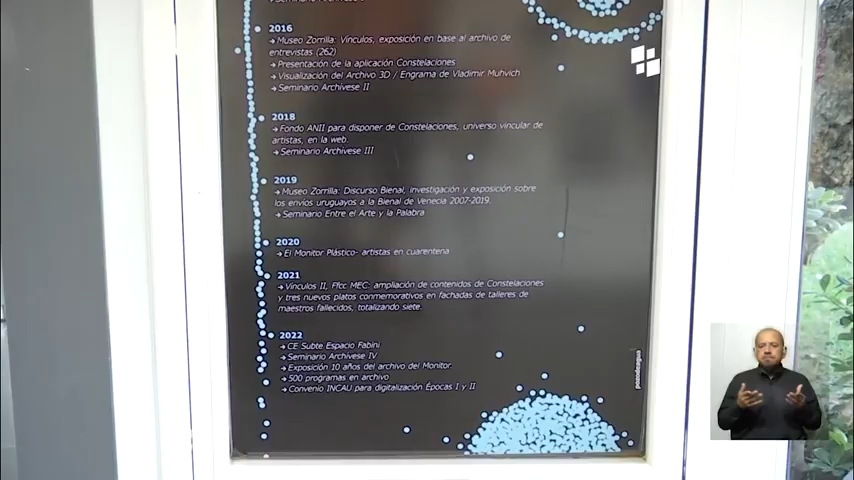 2016
→ Museo Zorrilla: Vínculos, exposición en base al archivo de
entrevistas (262)
→ Presentación de la aplicación Constelaciones
→ Visualización del Archivo 3D / Engrama de Vladimir Muhvich
→ Seminario Archívese II
2018
→ Fondo ANII para disponer de Constelaciones, universo vincular de
artistas, en la web.
→ Seminario Archívese III
2019
→ Museo Zorrilla: Discurso Bienal, investigación y exposición sobre
los envíos uruguayos a la Bienal de Venecia 2007-2019.
→ Seminario Entre el Arte y la Palabra
2020
→ El Monitor Plástico- artistas en cuarentena
2021
→ Vínculos II, Ffcc MEC: ampliación de contenidos de Constelaciones
y tres nuevos platos conmemorativos en fachadas de talleres de
maestros fallecidos, totalizando siete.
2022
→ CE Subte Espacio Fabini
→ Seminario Archívese IV
→ Exposición 10 años del archivo del Monitor.
→ 500 programas en archivo
→ Convenio INCAU para digitalización Épocas I y II
pozodeagua